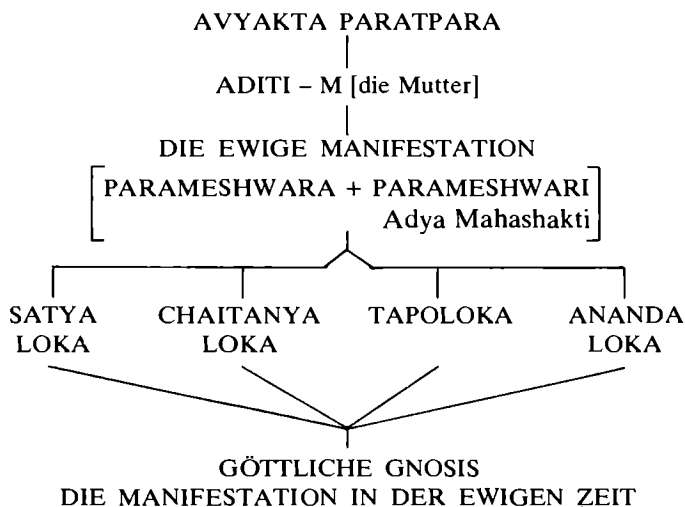 AVYAKTA PARATPARA
ADITI – M [die Mutter]
DIE EWIGE MANIFESTATION
[PARAMESHWARA + PARAMESHWARI
Adya Mahashakti]
SATYA LOKA
CHAITANYA LOKA
TAPOLOKA
ANANDA LOKA
GÖTTLICHE GNOSIS
DIE MANIFESTATION IN DER EWIGEN ZEIT